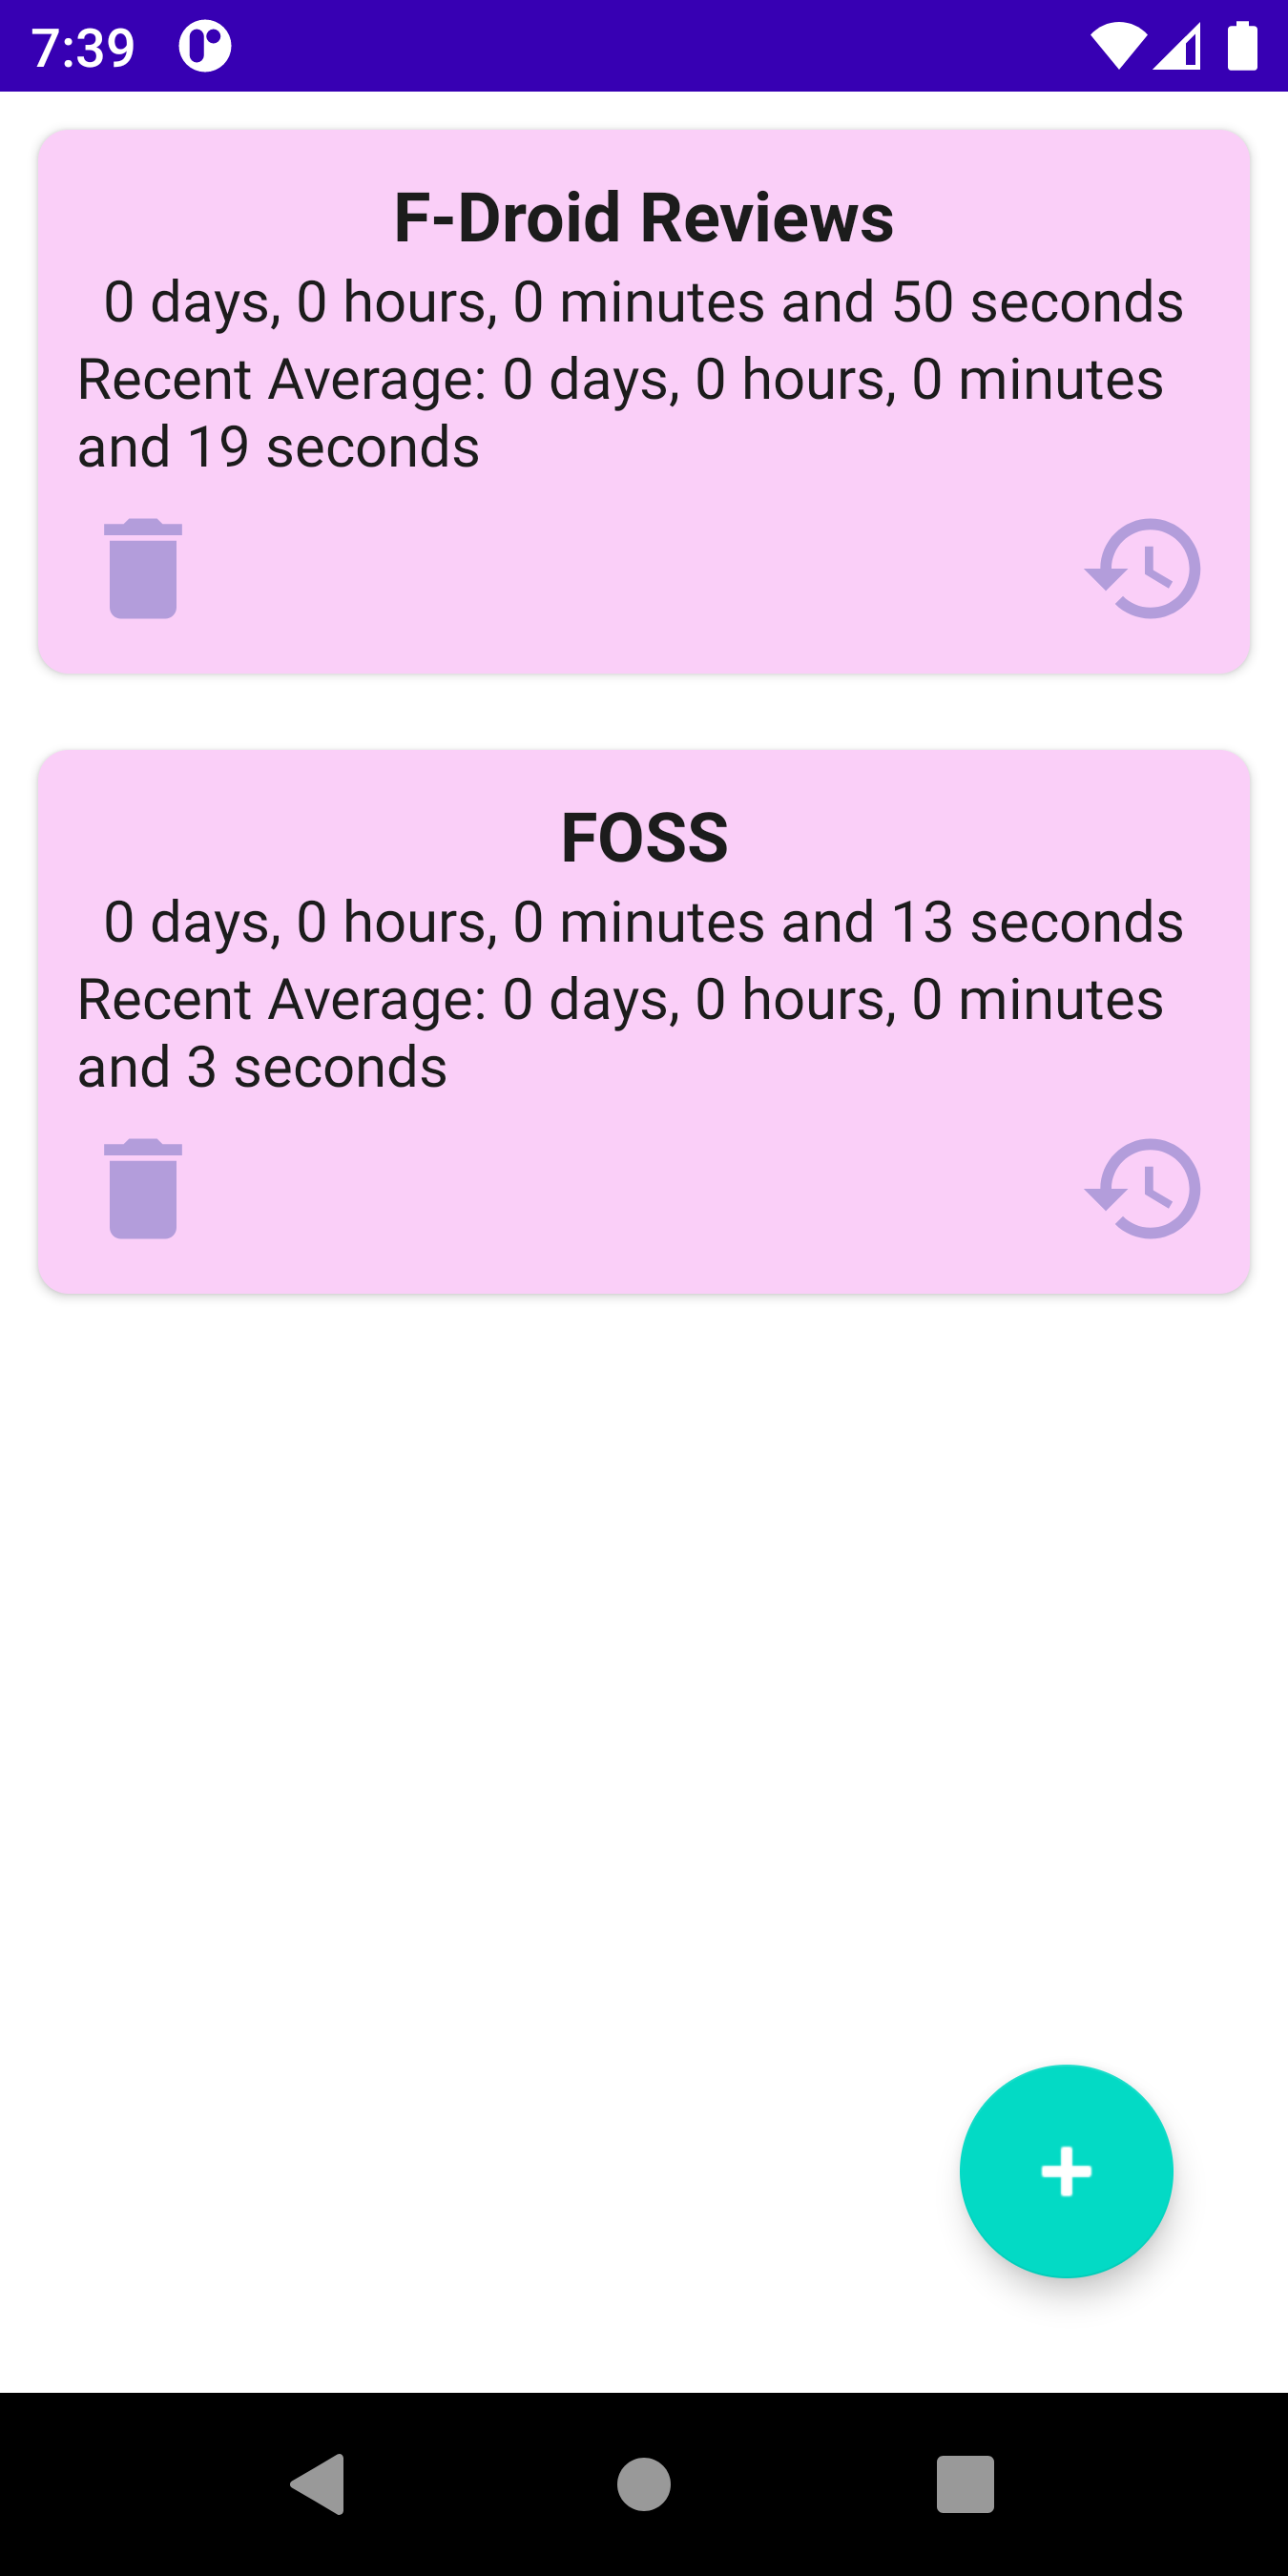 7:39
F-Droid Reviews
0 days, 0 hours, 0 minutes and 50 seconds
Recent Average: 0 days, 0 hours, 0 minutes
and 19 seconds
FOSS
0 days, 0 hours, 0 minutes and 13 seconds
Recent Average: 0 days, 0 hours, 0 minutes
and 3 seconds